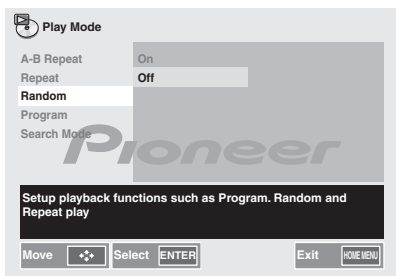 Play Mode
A-B Repeat On
Repeat Off
Random
Program
Search Mode
Pioneer
Setup playback functions such as Program. Random and
Repeat play
Move Select ENTER Exit HOME MENU